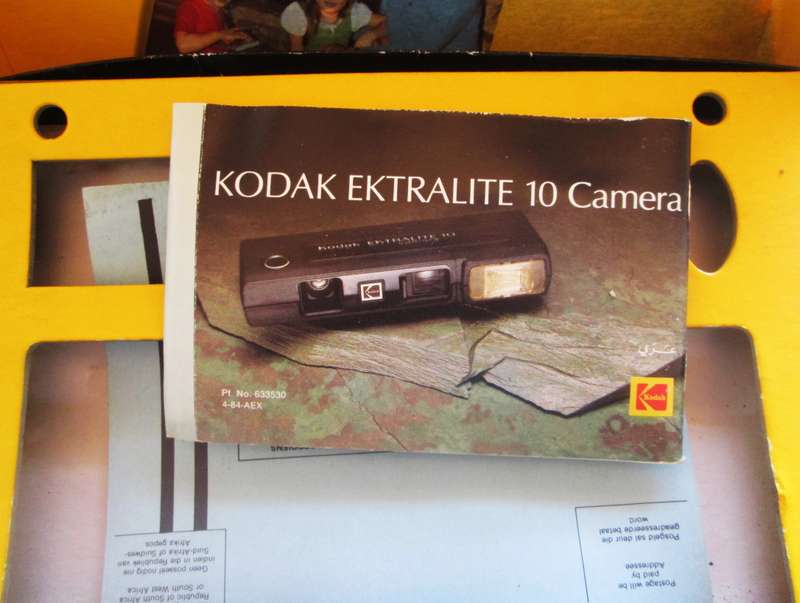 KODAK EKTRALITE 10 Camera
Kodak EKTRALITE 10
عَرَبي
Pt. No. 633530
4-84-AEX
Kodak
Postage will be
paid by
Addressee
Posgeld sal deur die
geadresseerde betaal
word
Republic of South Africa
or South West Africa
Geen posseël nodig nie
indien in die Republiek van
Suid-Afrika of Suidwes-
Afrika gepos